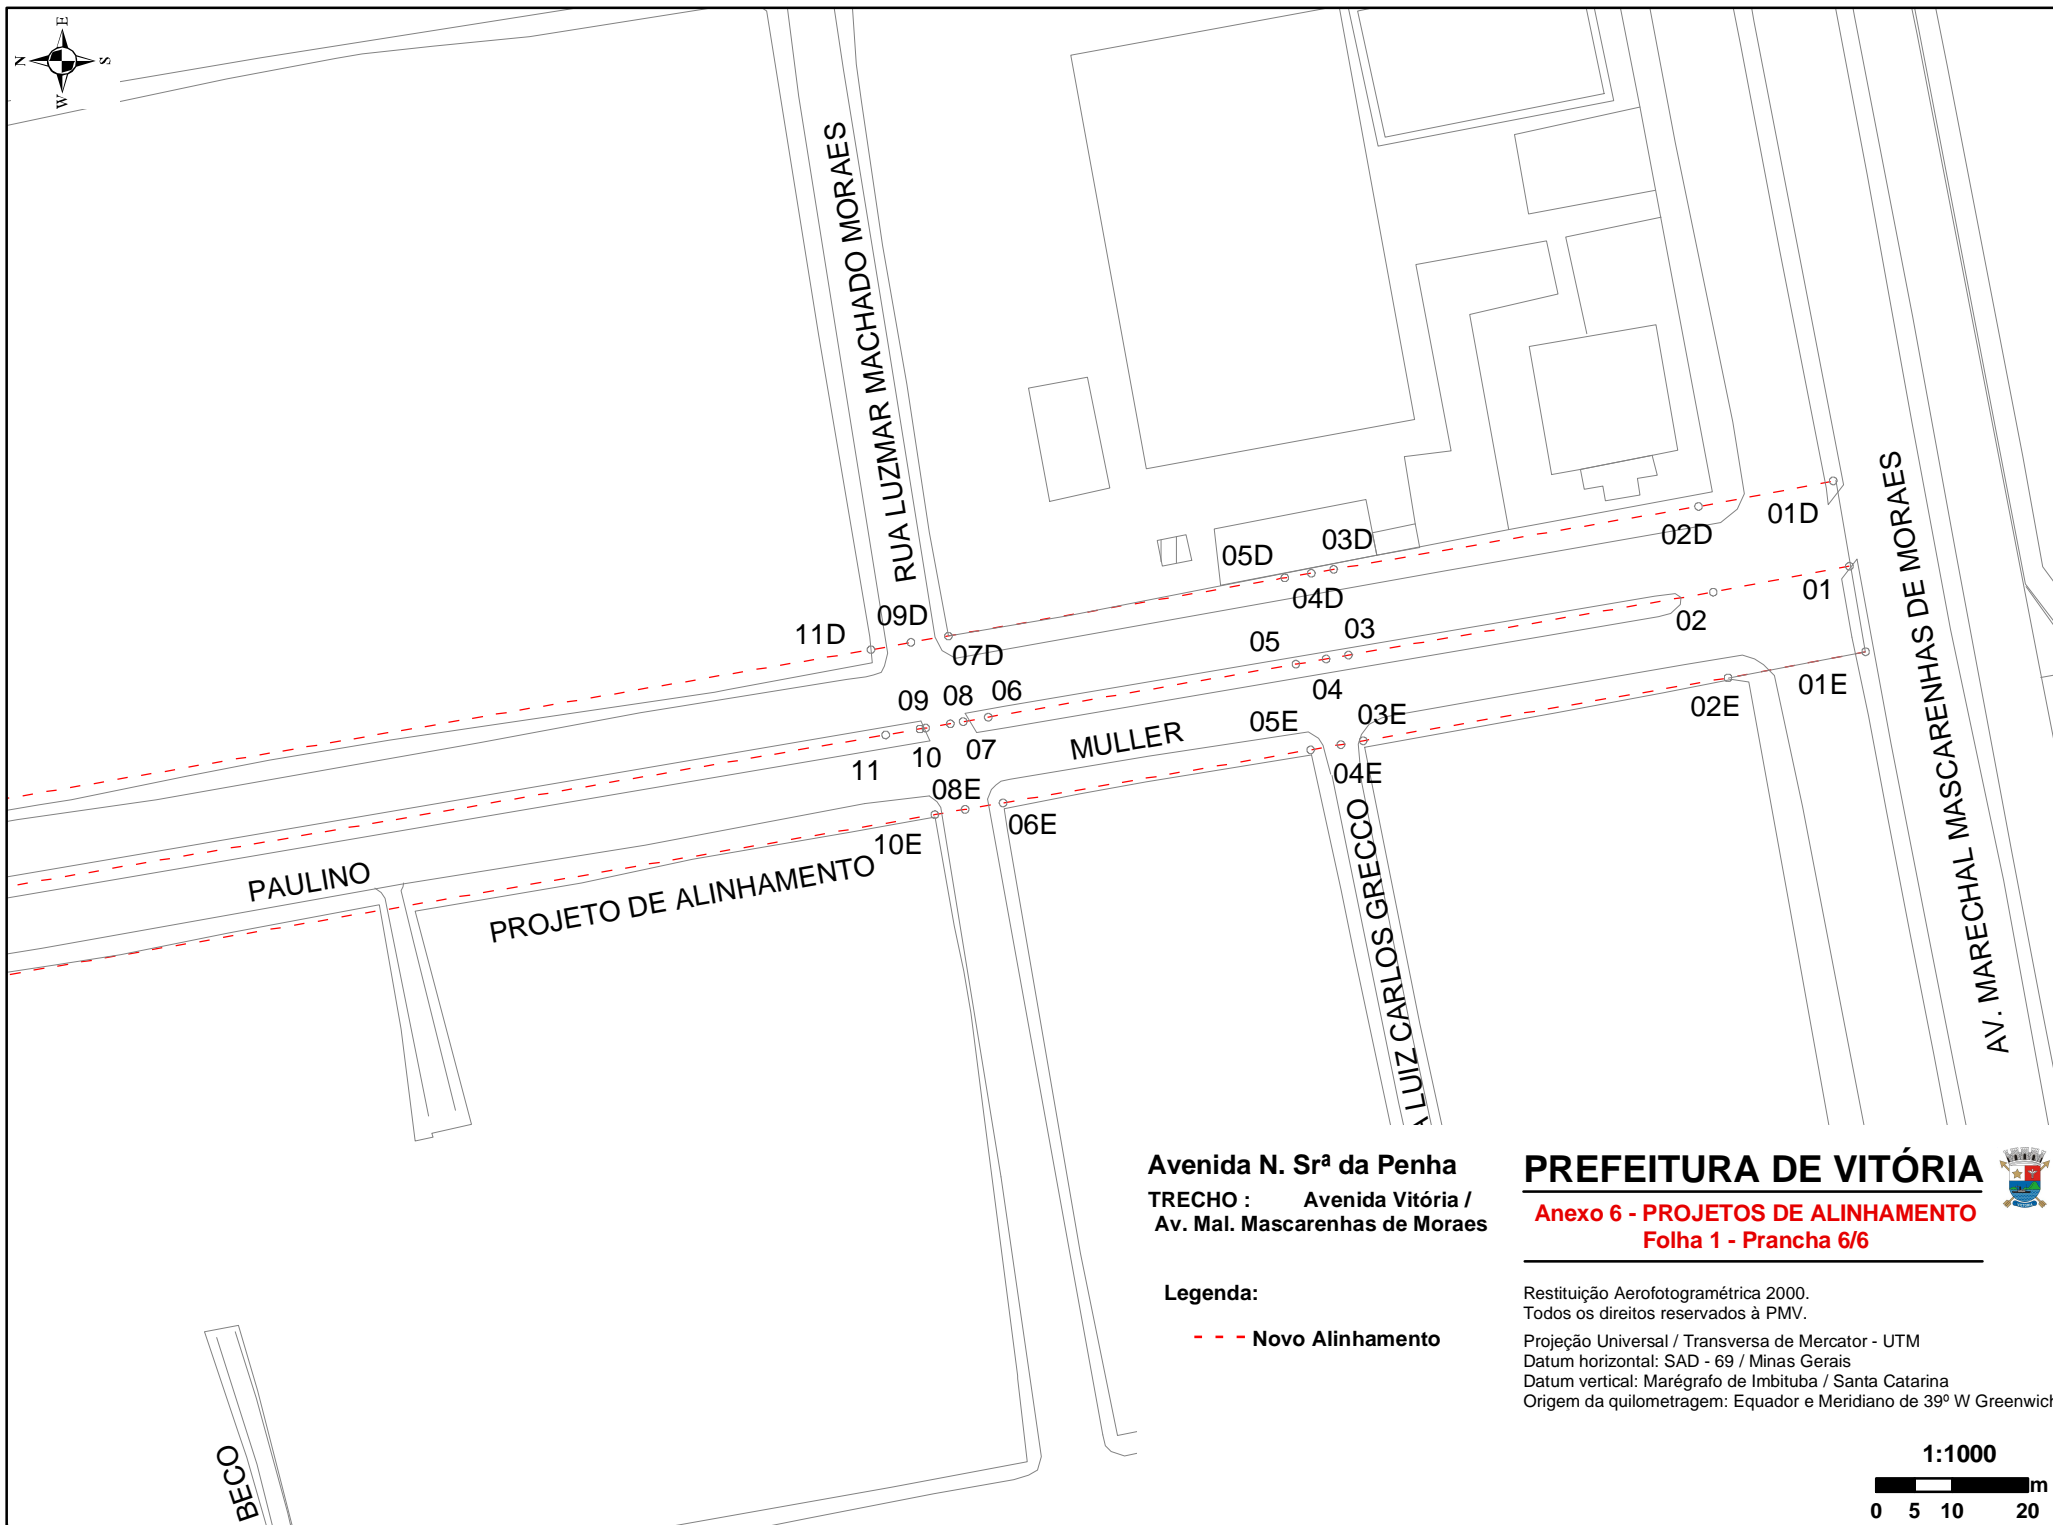 E
N
S
W
RUA LUZMAR MACHADO MORAES
AV. MARECHAL MASCARENHAS DE MORAES
01D
02D
03D
05D
04D
09D
11D
07D
01
02
03
05
04
06
08
09
07
10
11
01E
02E
03E
05E
04E
MULLER
08E
06E
10E
PAULINO
PROJETO DE ALINHAMENTO
A LUIZ CARLOS GRECCO
BECO
Avenida N. Srª da Penha
TRECHO : Avenida Vitória /
Av. Mal. Mascarenhas de Moraes
Legenda:
Novo Alinhamento
PREFEITURA DE VITÓRIA
Anexo 6 - PROJETOS DE ALINHAMENTO
Folha 1 - Prancha 6/6
Restituição Aerofotogramétrica 2000.
Todos os direitos reservados à PMV.
Projeção Universal / Transversa de Mercator - UTM
Datum horizontal: SAD - 69 / Minas Gerais
Datum vertical: Marégrafo de Imbituba / Santa Catarina
Origem da quilometragem: Equador e Meridiano de 39º W Greenwich
1:1000
m
0 5 10 20